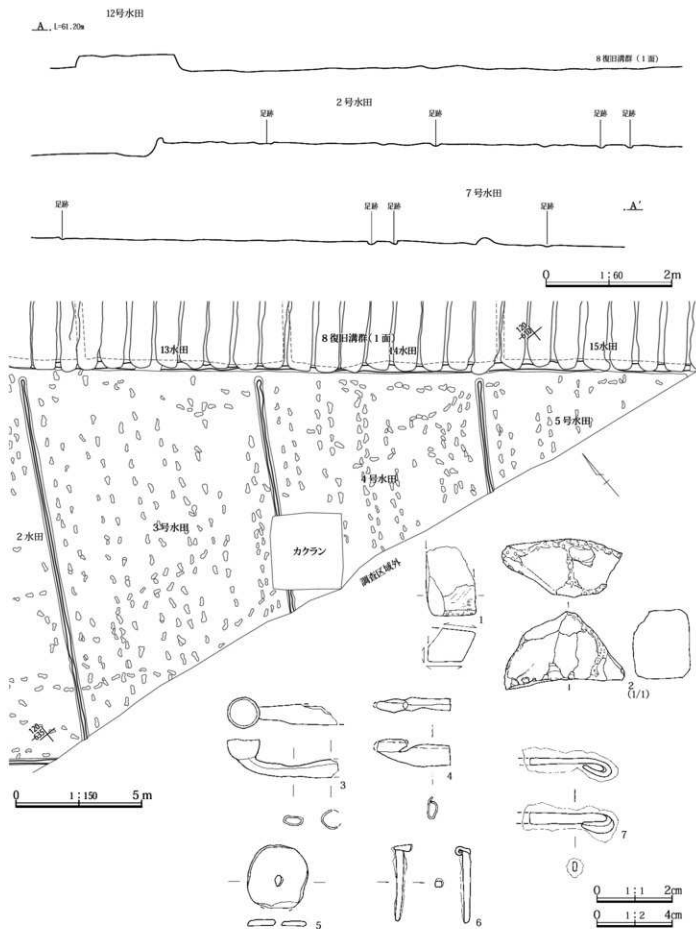 12号水田
A . L=61.20m
8復旧溝群 (1面)
2号水田
足跡 足跡 足跡 足跡
7号水田
足跡 足跡 足跡 足跡
. A'
0 1:60 2m
8復旧溝群(1面)
13水田 14水田 15水田
5号水田
4号水田
3号水田
2水田
カクラン
調査区域外
0 1:150 5m
1
2
(1/1)
3
4
7
5
6
0 1:1 2cm
0 1:2 4cm